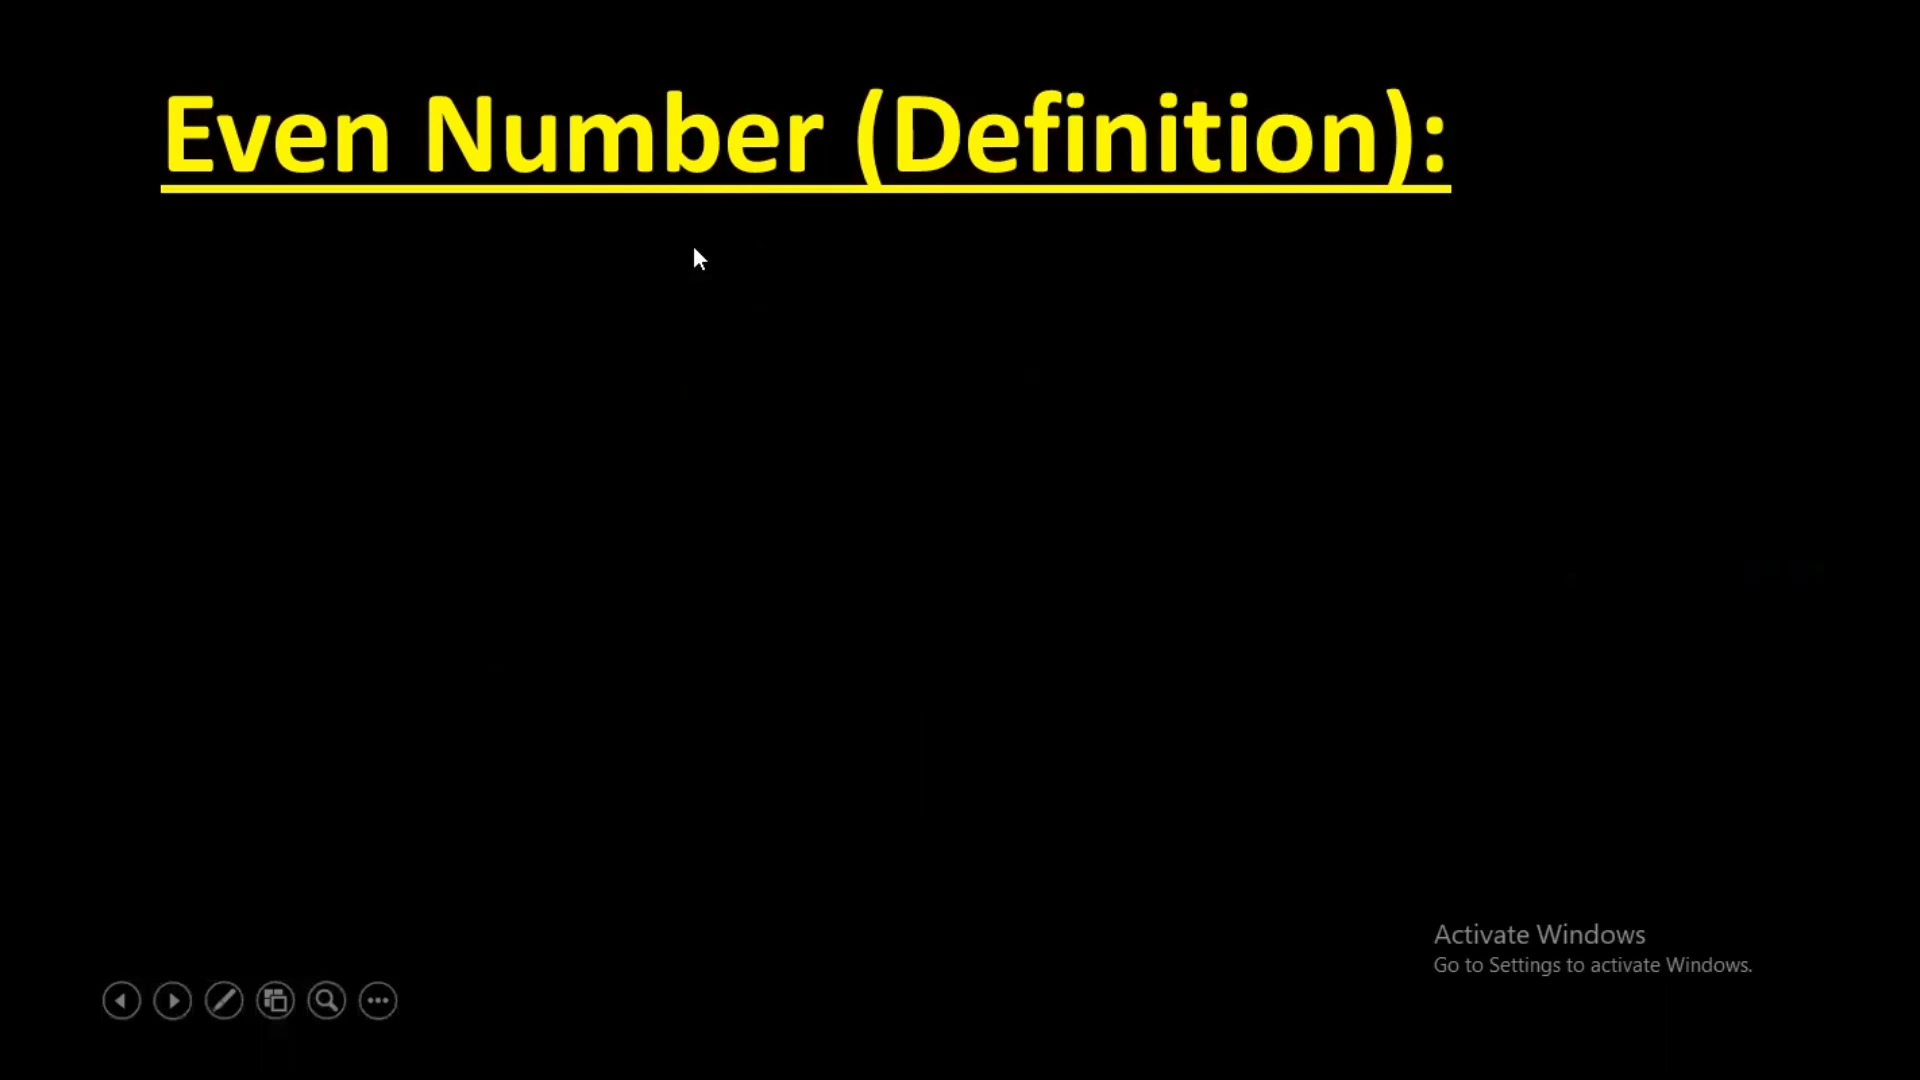 Even Number (Definition):
Activate Windows
Go to Settings to activate Windows.